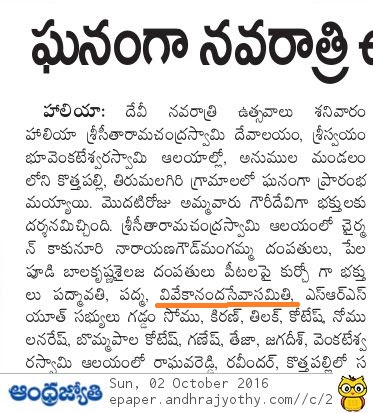 ఘనంగా నవరాత్రి ఉ
హాలియా: దేవీ నవరాత్రి ఉత్సవాలు శనివారం
హాలియా శ్రీసీతారామచంద్రస్వామి దేవాలయం, శ్రీస్వయం
భూవెంకటేశ్వరస్వామి ఆలయాల్లో, అనుముల మండలం
లోని కొత్తపల్లి, తిరుమలగిరి గ్రామాలలో ఘనంగా ప్రారంభ
మయ్యాయి. మొదటిరోజు అమ్మవారు గౌరీదేవిగా భక్తులకు
దర్శనమిచ్చింది. శ్రీసీతారామచంద్రస్వామి ఆలయంలో చైర్మ
న్ కాకునూరి నారాయణగౌడ్‌మంగమ్మ దంపతులు, పేల
పూడి బాలకృష్ణశైలజ దంపతులు పీటలపై కుర్చో గా భక్తు
లు పద్మావతి, పద్మ, వివేకానందసేవాసమితి, ఎస్ఆర్ఎస్
యూత్ సభ్యులు గడ్డం సోము, కిరణ్, తిలక్, కోటేష్, నోము
లనరేష్, బొమ్మపాల కోటేష్, గణేష్, తేజా, జగదీశ్, వెంకటేశ్వ
రస్వామి ఆలయంలో రాఘవరెడ్డి, రవీందర్, కొత్తపల్లిలో స
ఆంధ్రజ్యోతి Sun, 02 October 2016
epaper.andhrajyothy.com//c/2